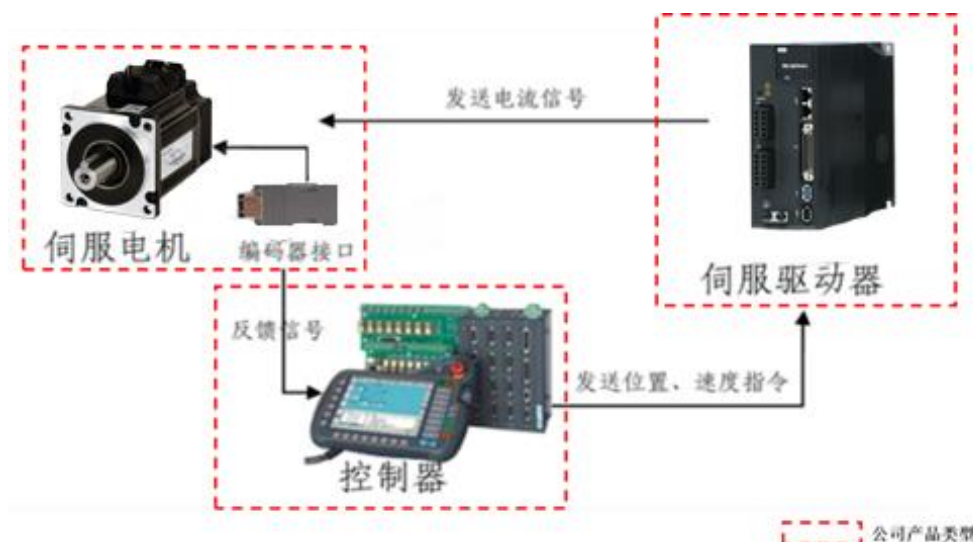 发送电流信号
伺服电机
编码器接口
伺服驱动器
反馈信号
发送位置、速度指令
控制器
公司产品类型